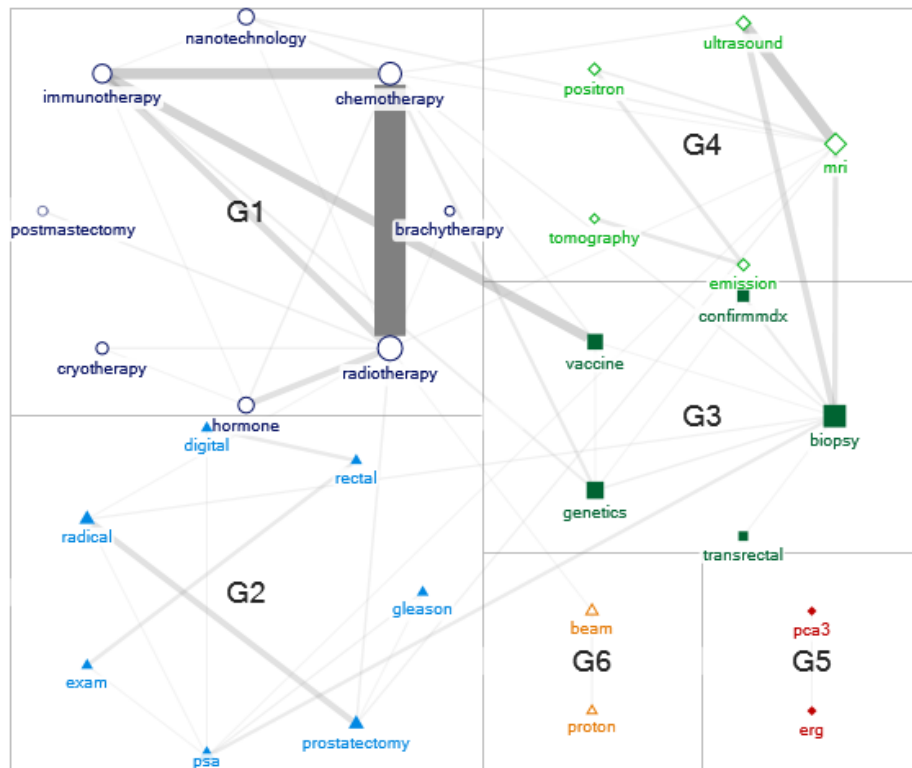 nanotechnology
immunotherapy
chemotherapy
G1
postmastectomy
brachytherapy
cryotherapy
radiotherapy
hormone
ultrasound
positron
G4
mri
tomography
emission
confirmmdx
vaccine
G3
biopsy
genetics
transrectal
digital
rectal
radical
G2
gleason
exam
prostatectomy
psa
beam
G6
proton
pca3
G5
erg